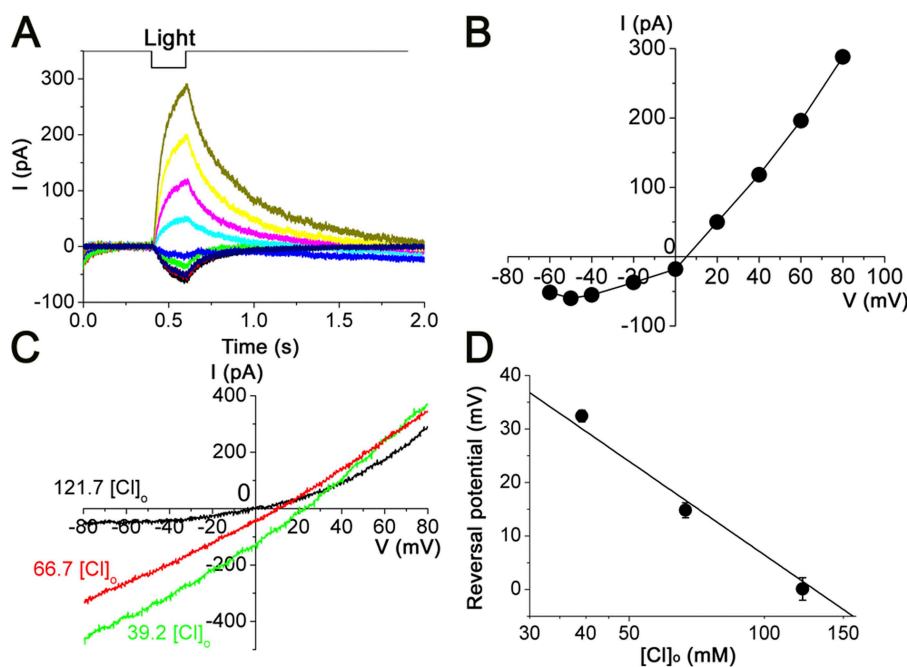 A
Light
I (pA)
300
200
100
0
-100
0.0 0.5 1.0 1.5 2.0
Time (s)
B
I (pA)
300
200
100
0
-80 -60 -40 -20 20 40 60 80 100
V (mV)
-100
C
I (pA)
400
200
0
121.7 [Cl]o
-80 -60 -40 -20 20 40 60 80
V (mV)
-200
66.7 [Cl]o
-400
39.2 [Cl]o
D
Reversal potential (mV)
40
30
20
10
0
30 50 100 150
[Cl]o (mM)